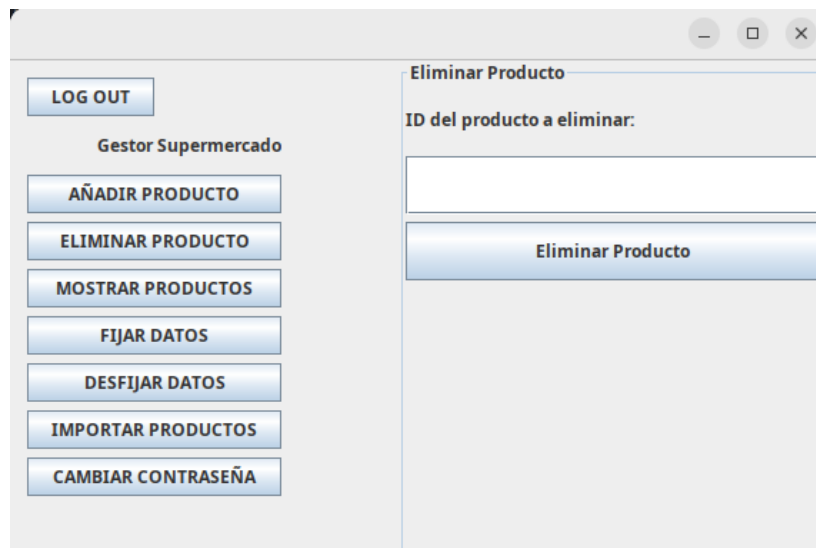 LOG OUT
Gestor Supermercado
AÑADIR PRODUCTO
ELIMINAR PRODUCTO
MOSTRAR PRODUCTOS
FIJAR DATOS
DESFIJAR DATOS
IMPORTAR PRODUCTOS
CAMBIAR CONTRASEÑA
Eliminar Producto
ID del producto a eliminar:
Eliminar Producto